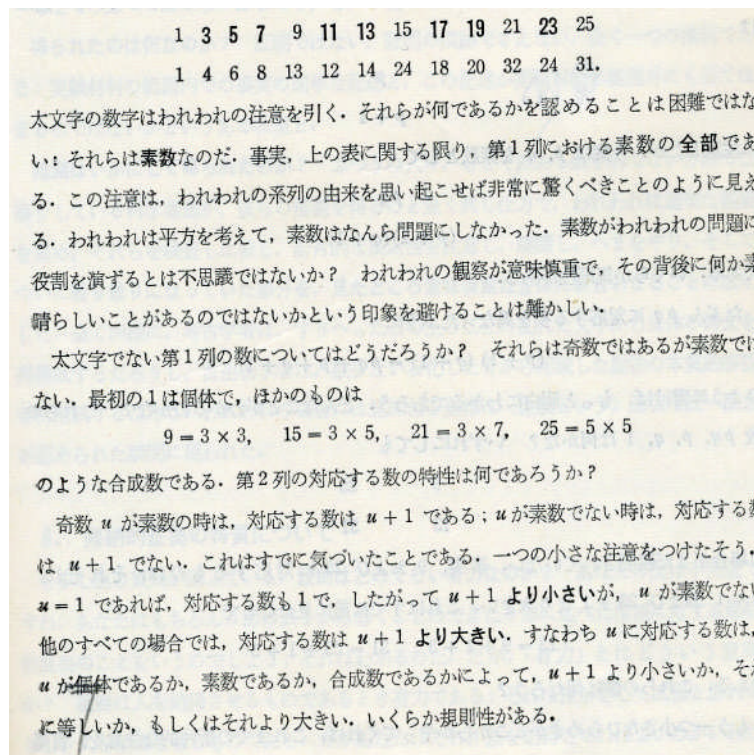 1 3 5 7 9 11 13 15 17 19 21 23 25
1 4 6 8 13 12 14 24 18 20 32 24 31.
太文字の数字はわれわれの注意を引く．それらが何であるかを認めることは困難ではな
い：それらは素数なのだ．事実，上の表に関する限り，第1列における素数の全部であ
る．この注意は，われわれの系列の由来を思い起こせば非常に驚くべきことのように見え
る．われわれは平方を考えて，素数はなんら問題にしなかった．素数がわれわれの問題に
役割を演ずるとは不思議ではないか？　われわれの観察が意味慎重で，その背後に何か素
晴らしいことがあるのではないかという印象を避けることは難かしい．
太文字でない第1列の数についてはどうだろうか？　それらは奇数ではあるが素数では
ない．最初の1は個体で，ほかのものは
9＝3×3,　15＝3×5,　21＝3×7,　25＝5×5
のような合成数である．第2列の対応する数の特性は何であろうか？
奇数 u が素数の時は，対応する数は u＋1 である；u が素数でない時は，対応する数
は u＋1 でない．これはすでに気づいたことである．一つの小さな注意をつけたそう．
u＝1 であれば，対応する数も1で，したがって u＋1 より小さいが，u が素数でない
他のすべての場合では，対応する数は u＋1 より大きい．すなわち u に対応する数は，
u が個体であるか，素数であるか，合成数であるかによって，u＋1 より小さいか，それ
に等しいか，もしくはそれより大きい．いくらか規則性がある．